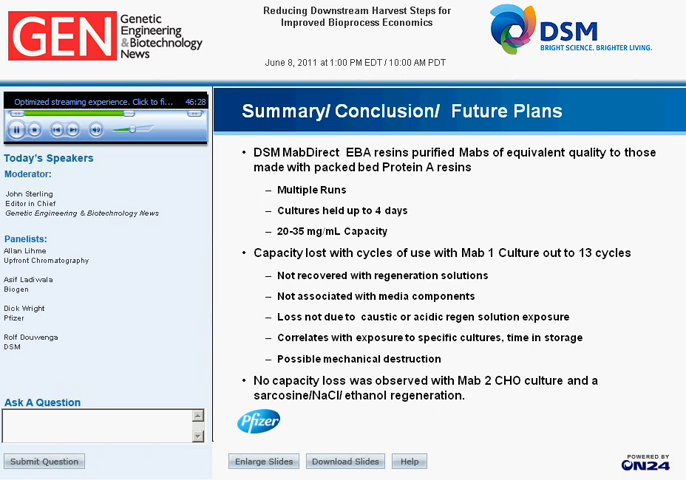 GEN
Genetic
Engineering
& Biotechnology
News
Reducing Downstream Harvest Steps for
Improved Bioprocess Economics
June 8, 2011 at 1:00 PM EDT / 10:00 AM PDT
DSM
BRIGHT SCIENCE. BRIGHTER LIVING.
Optimized streaming experience. Click to fi... 46:28
Today's Speakers
Moderator:
John Sterling
Editor in Chief
Genetic Engineering & Biotechnology News
Panelists:
Allan Lihme
Upfront Chromatography
Asif Ladiwala
Biogen
Dick Wright
Pfizer
Rolf Douwenga
DSM
Ask A Question
Submit Question
Summary/ Conclusion/ Future Plans
• DSM MabDirect EBA resins purified Mabs of equivalent quality to those
made with packed bed Protein A resins
– Multiple Runs
– Cultures held up to 4 days
– 20-35 mg/mL Capacity
• Capacity lost with cycles of use with Mab 1 Culture out to 13 cycles
– Not recovered with regeneration solutions
– Not associated with media components
– Loss not due to caustic or acidic regen solution exposure
– Correlates with exposure to specific cultures, time in storage
– Possible mechanical destruction
• No capacity loss was observed with Mab 2 CHO culture and a
sarcosine/NaCl/ ethanol regeneration.
Pfizer
Enlarge Slides
Download Slides
Help
POWERED BY
ON24